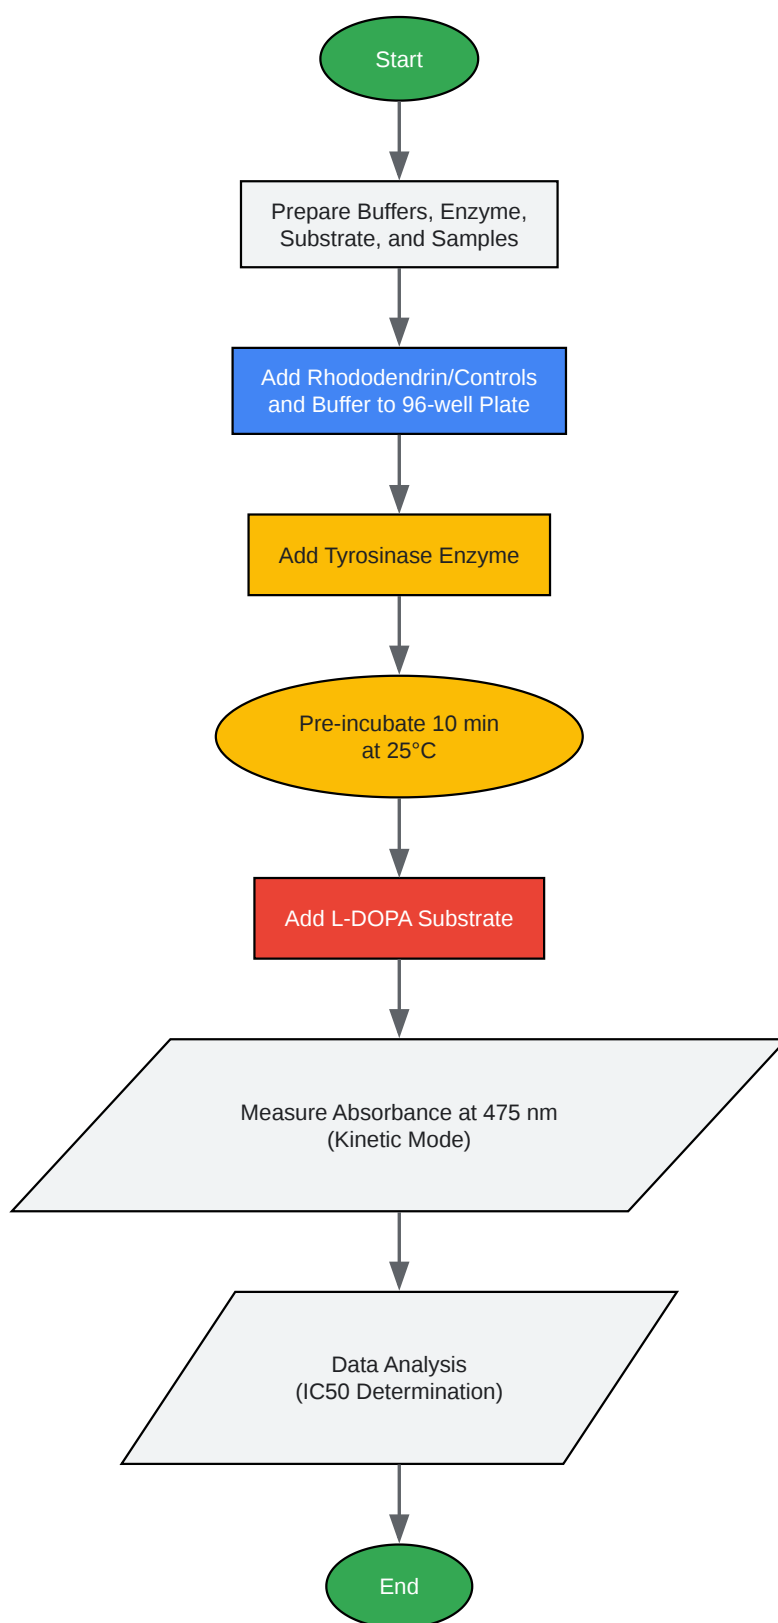 Start
Prepare Buffers, Enzyme,
Substrate, and Samples
Add Rhododendrin/Controls
and Buffer to 96-well Plate
Add Tyrosinase Enzyme
Pre-incubate 10 min
at 25°C
Add L-DOPA Substrate
Measure Absorbance at 475 nm
(Kinetic Mode)
Data Analysis
(IC50 Determination)
End